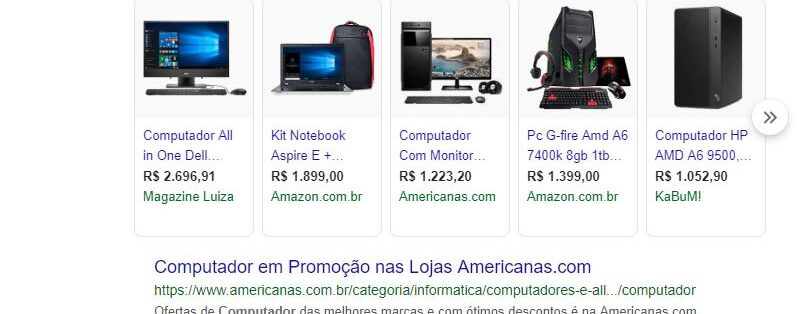 Computador All
in One Dell...
R$ 2.696,91
Magazine Luiza
Kit Notebook
Aspire E +...
R$ 1.899,00
Amazon.com.br
Computador
Com Monitor...
R$ 1.223,20
Americanas.com
Pc G-fire Amd A6
7400k 8gb 1tb...
R$ 1.399,00
Amazon.com.br
Computador HP
AMD A6 9500,...
R$ 1.052,90
KaBuM!
»
Computador em Promoção nas Lojas Americanas.com
https://www.americanas.com.br/categoria/informatica/computadores-e-all.../computador
Ofertas de Computador das melhores marcas e com ótimos descontos é na Americanas.com